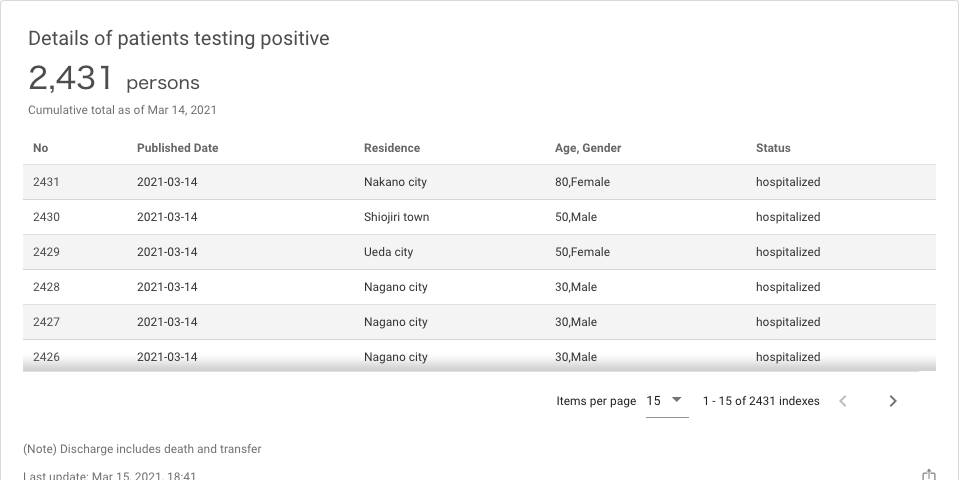 Details of patients testing positive
2,431 persons
Cumulative total as of Mar 14, 2021
No Published Date Residence Age, Gender Status
2431 2021-03-14 Nakano city 80,Female hospitalized
2430 2021-03-14 Shiojiri town 50,Male hospitalized
2429 2021-03-14 Ueda city 50,Female hospitalized
2428 2021-03-14 Nagano city 30,Male hospitalized
2427 2021-03-14 Nagano city 30,Male hospitalized
2426 2021-03-14 Nagano city 30,Male hospitalized
Items per page 15 1 - 15 of 2431 indexes
(Note) Discharge includes death and transfer
Last update: Mar 15, 2021, 18:41